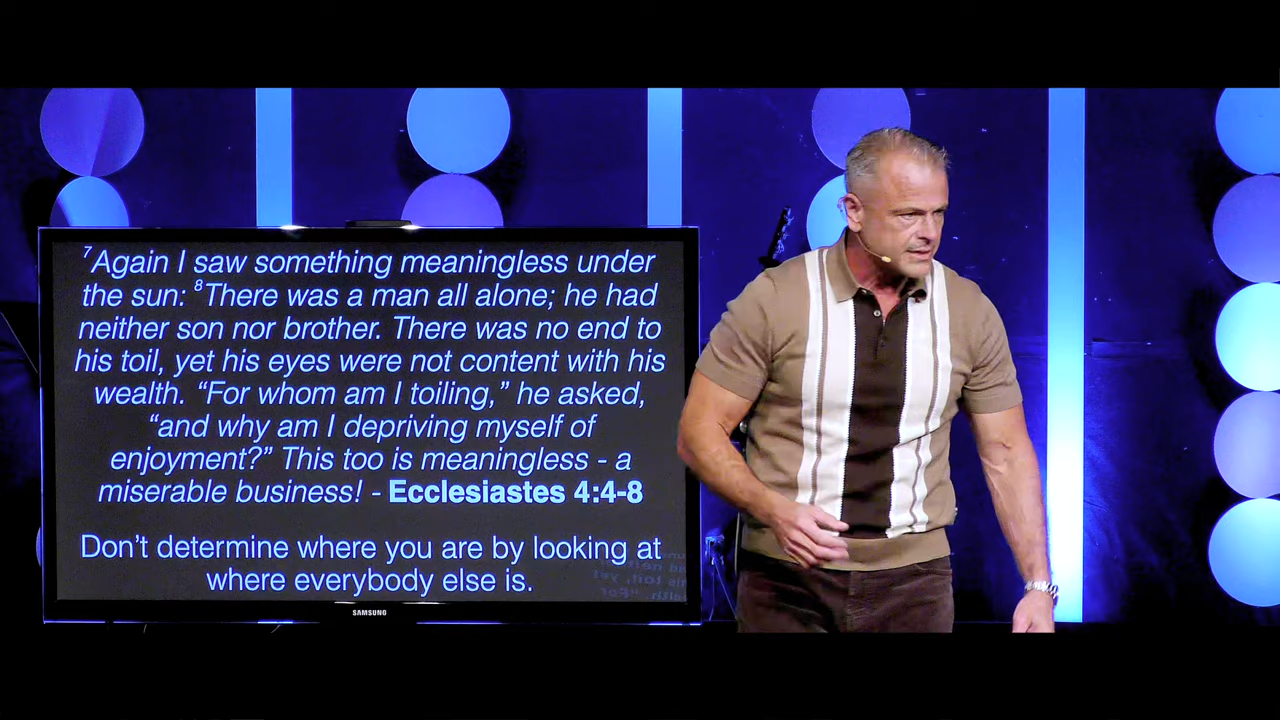 ⁷Again I saw something meaningless under
the sun: ⁸There was a man all alone; he had
neither son nor brother. There was no end to
his toil, yet his eyes were not content with his
wealth. “For whom am I toiling,” he asked,
“and why am I depriving myself of
enjoyment?” This too is meaningless - a
miserable business! - Ecclesiastes 4:4-8
Don’t determine where you are by looking at
where everybody else is.
SAMSUNG